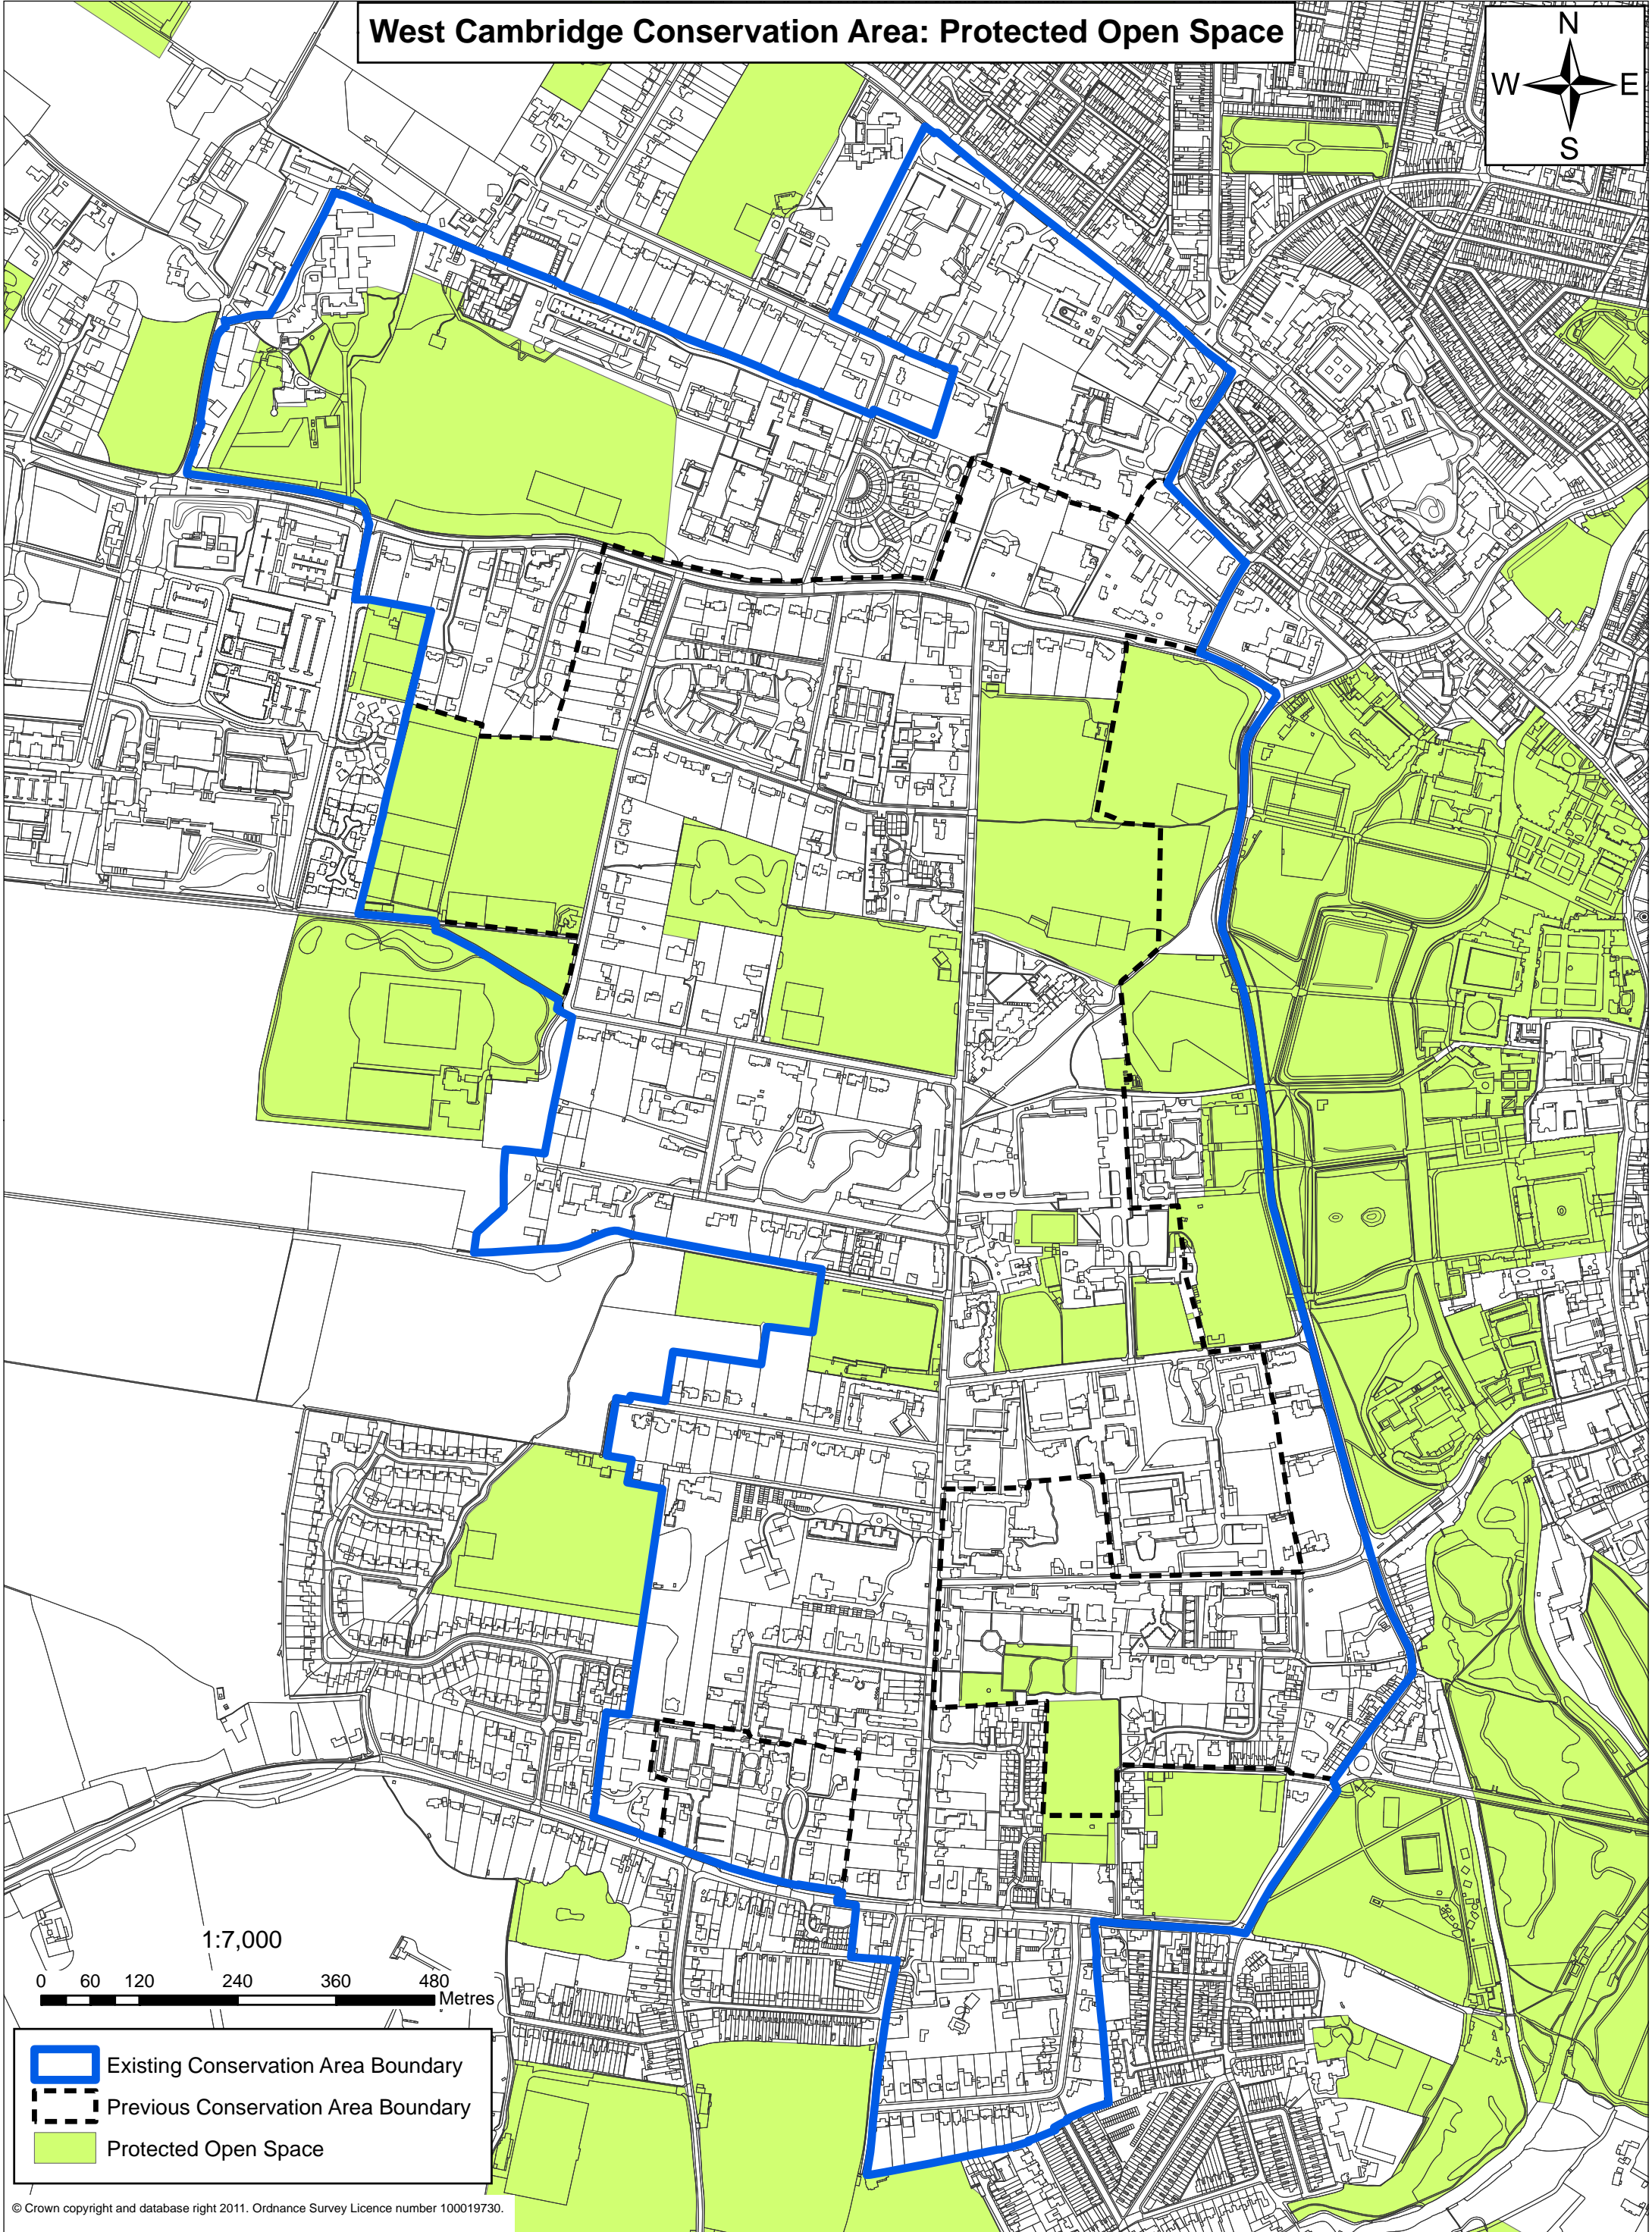 West Cambridge Conservation Area: Protected Open Space
N
W E
S
1:7,000
0 60 120 240 360 480
Metres
Existing Conservation Area Boundary
Previous Conservation Area Boundary
Protected Open Space
© Crown copyright and database right 2011. Ordnance Survey Licence number 100019730.